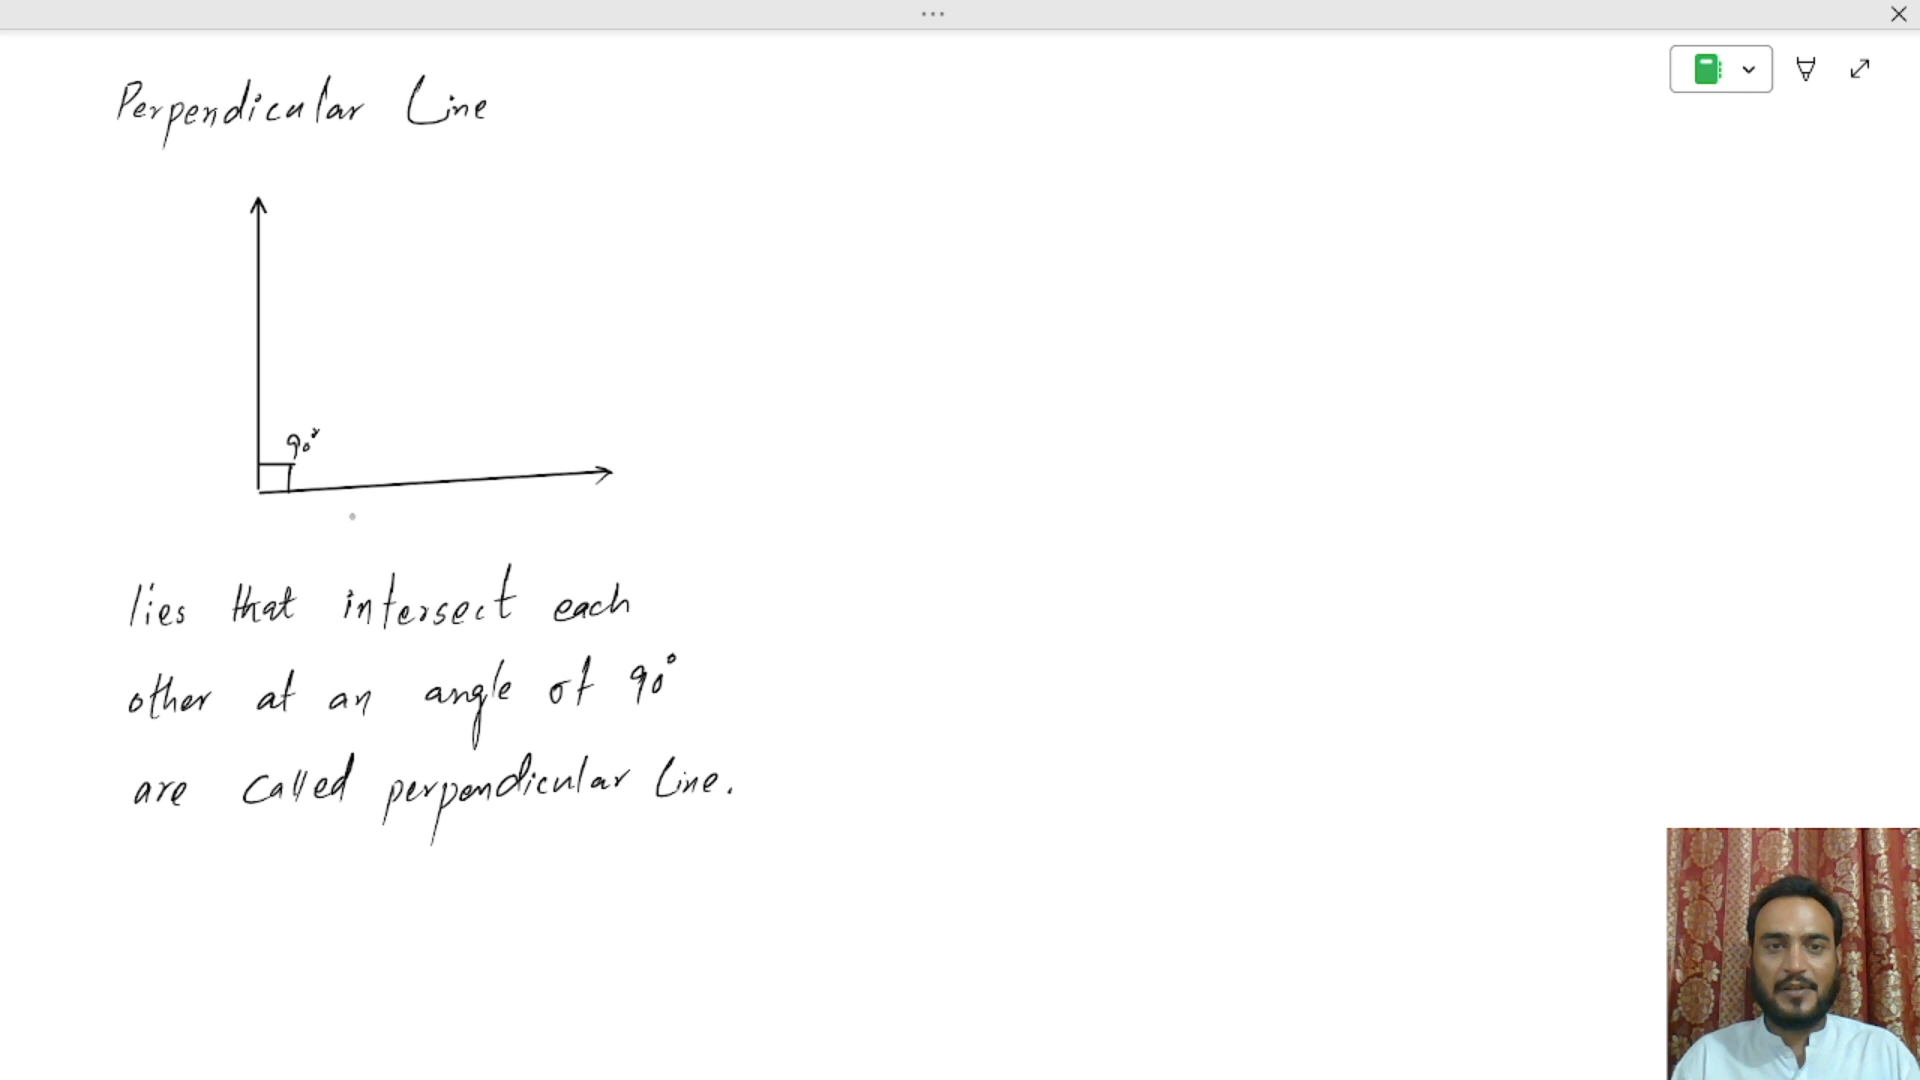 Perpendicular Line
90°
lies that intersect each
other at an angle of 90°
are called perpendicular line.